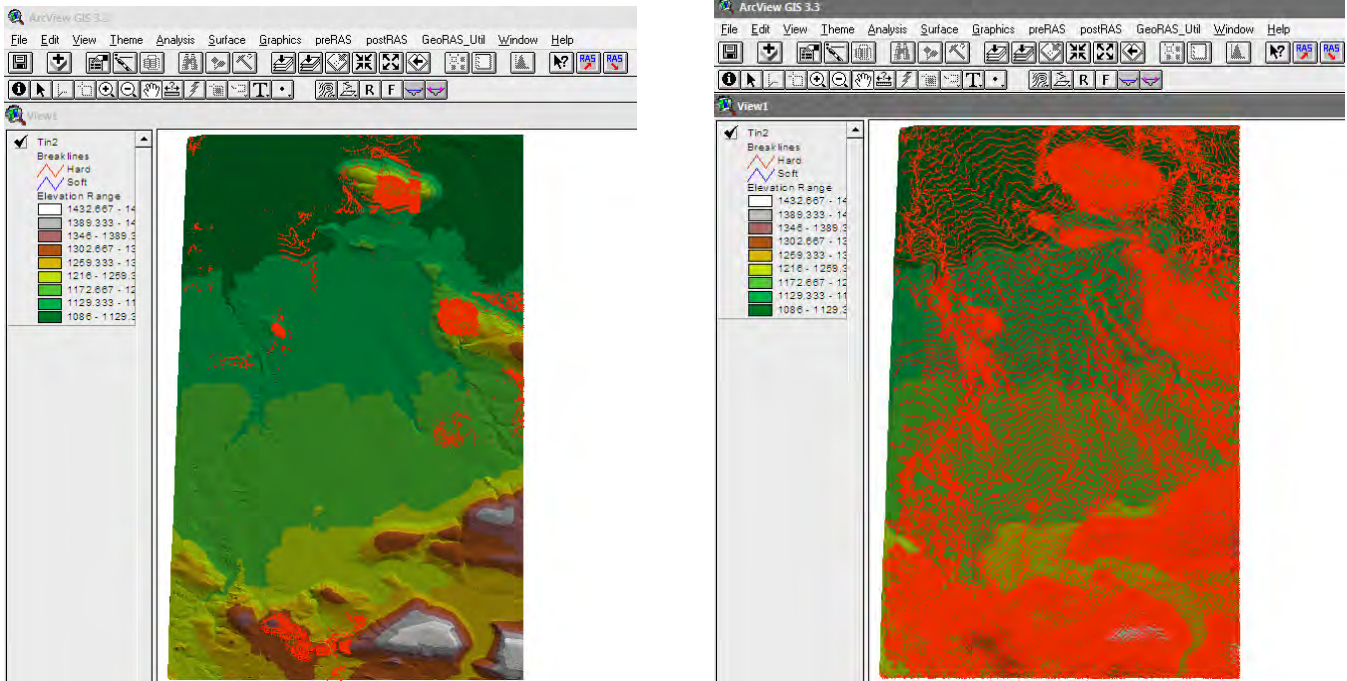 ArcView GIS 3.3
File Edit View Theme Analysis Surface Graphics preRAS postRAS GeoRAS_Util Window Help
RAS RAS
T R F
View1
Tin2
Breaklines
Hard
Soft
Elevation Range
1432.667 - 14
1389.333 - 14
1346 - 1389.3
1302.667 - 13
1259.333 - 13
1216 - 1259.3
1172.667 - 12
1129.333 - 11
1086 - 1129.3
ArcView GIS 3.3
File Edit View Theme Analysis Surface Graphics preRAS postRAS GeoRAS_Util Window Help
RAS RAS
T R F
View1
Tin2
Breaklines
Hard
Soft
Elevation Range
1432.667 - 14
1389.333 - 14
1346 - 1389.3
1302.667 - 13
1259.333 - 13
1216 - 1259.3
1172.667 - 12
1129.333 - 11
1086 - 1129.3